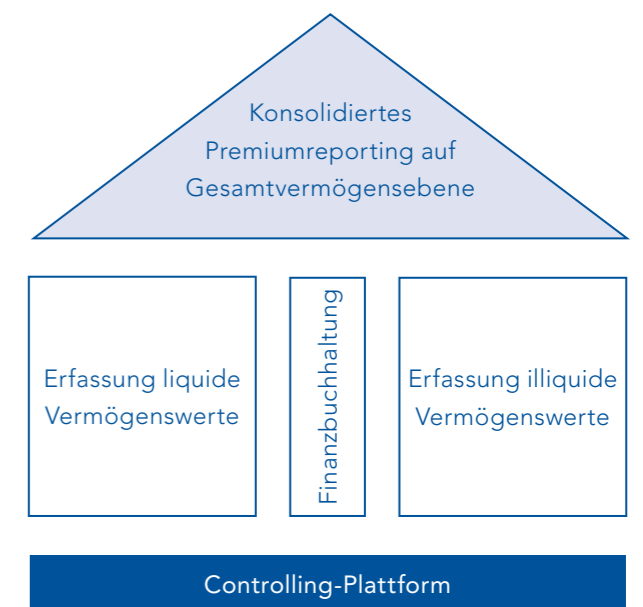 Konsolidiertes
Premiumreporting auf
Gesamtvermögensebene
Erfassung liquide
Vermögenswerte
Finanzbuchhaltung
Erfassung illiquide
Vermögenswerte
Controlling-Plattform